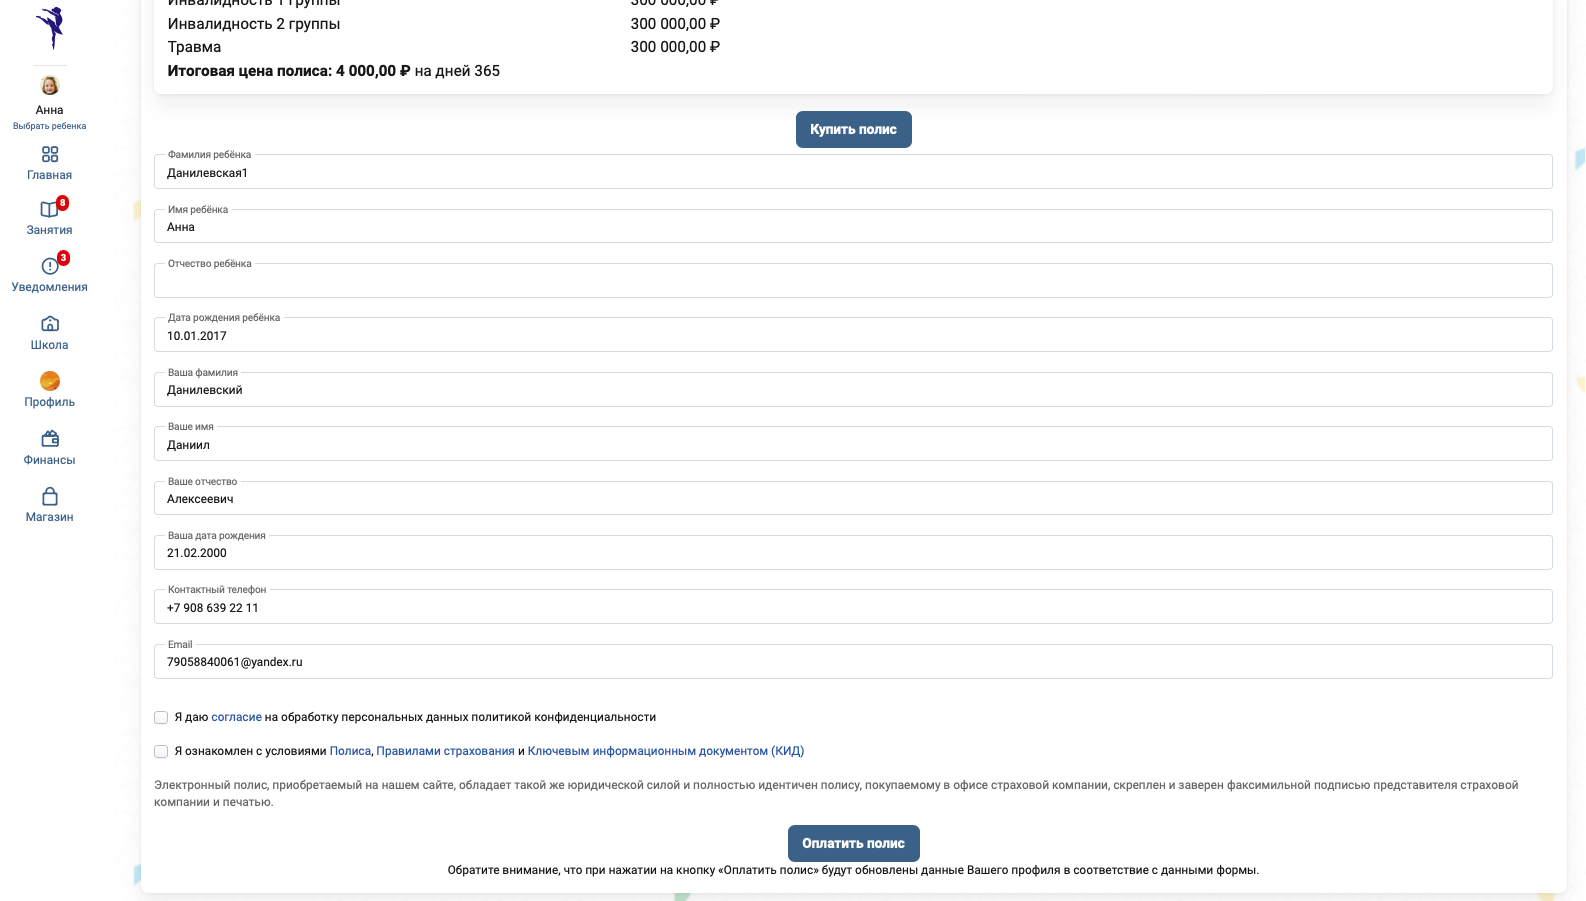 Инвалидность 1 группы 300 000,00 ₽
Инвалидность 2 группы 300 000,00 ₽
Травма 300 000,00 ₽
Итоговая цена полиса: 4 000,00 ₽ на дней 365
Анна
Выбрать ребенка
Главная
8
Занятия
3
Уведомления
Школа
Профиль
Финансы
Магазин
Купить полис
Фамилия ребёнка
Данилевская1
Имя ребёнка
Анна
Отчество ребёнка
Дата рождения ребёнка
10.01.2017
Ваша фамилия
Данилевский
Ваше имя
Даниил
Ваше отчество
Алексеевич
Ваша дата рождения
21.02.2000
Контактный телефон
+7 908 639 22 11
Email
79058840061@yandex.ru
Я даю согласие на обработку персональных данных политикой конфиденциальности
Я ознакомлен с условиями Полиса, Правилами страхования и Ключевым информационным документом (КИД)
Электронный полис, приобретаемый на нашем сайте, обладает такой же юридической силой и полностью идентичен полису, покупаемому в офисе страховой компании, скреплен и заверен факсимильной подписью представителя страховой
компании и печатью.
Оплатить полис
Обратите внимание, что при нажатии на кнопку «Оплатить полис» будут обновлены данные Вашего профиля в соответствие с данными формы.